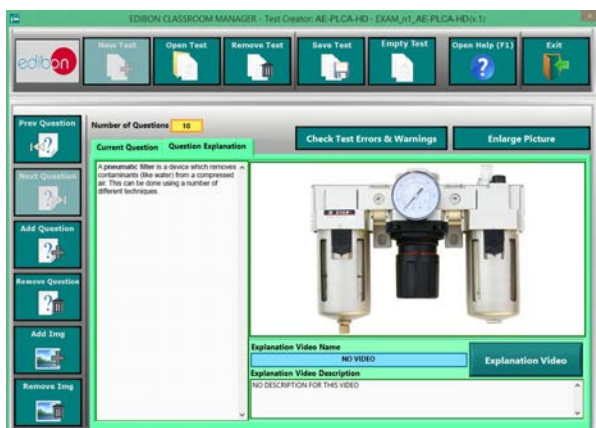 EDIBON CLASSROOM MANAGER - Test Creator: AE-PLCA-HD - EXAM_n1_AE-PLCA-HD(v.1)
edibon
New Test
Open Test
Remove Test
Save Test
Empty Test
Open Help (F1)
Exit
Prev Question
Next Question
Add Question
Remove Question
Add Img
Remove Img
Number of Questions 10
Check Test Errors & Warnings
Enlarge Picture
Current Question
Question Explanation
A pneumatic filter is a device which removes
contaminants (like water) from a compressed
air. This can be done using a number of
different techniques.
Explanation Video Name
NO VIDEO
Explanation Video
Explanation Video Description
NO DESCRIPTION FOR THIS VIDEO